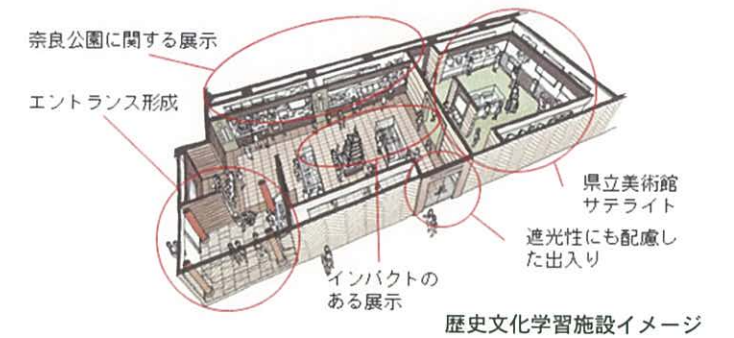 奈良公園に関する展示
エントランス形成
県立美術館
サテライト
遮光性にも配慮し
た出入り
インパクトの
ある展示
歴史文化学習施設イメージ